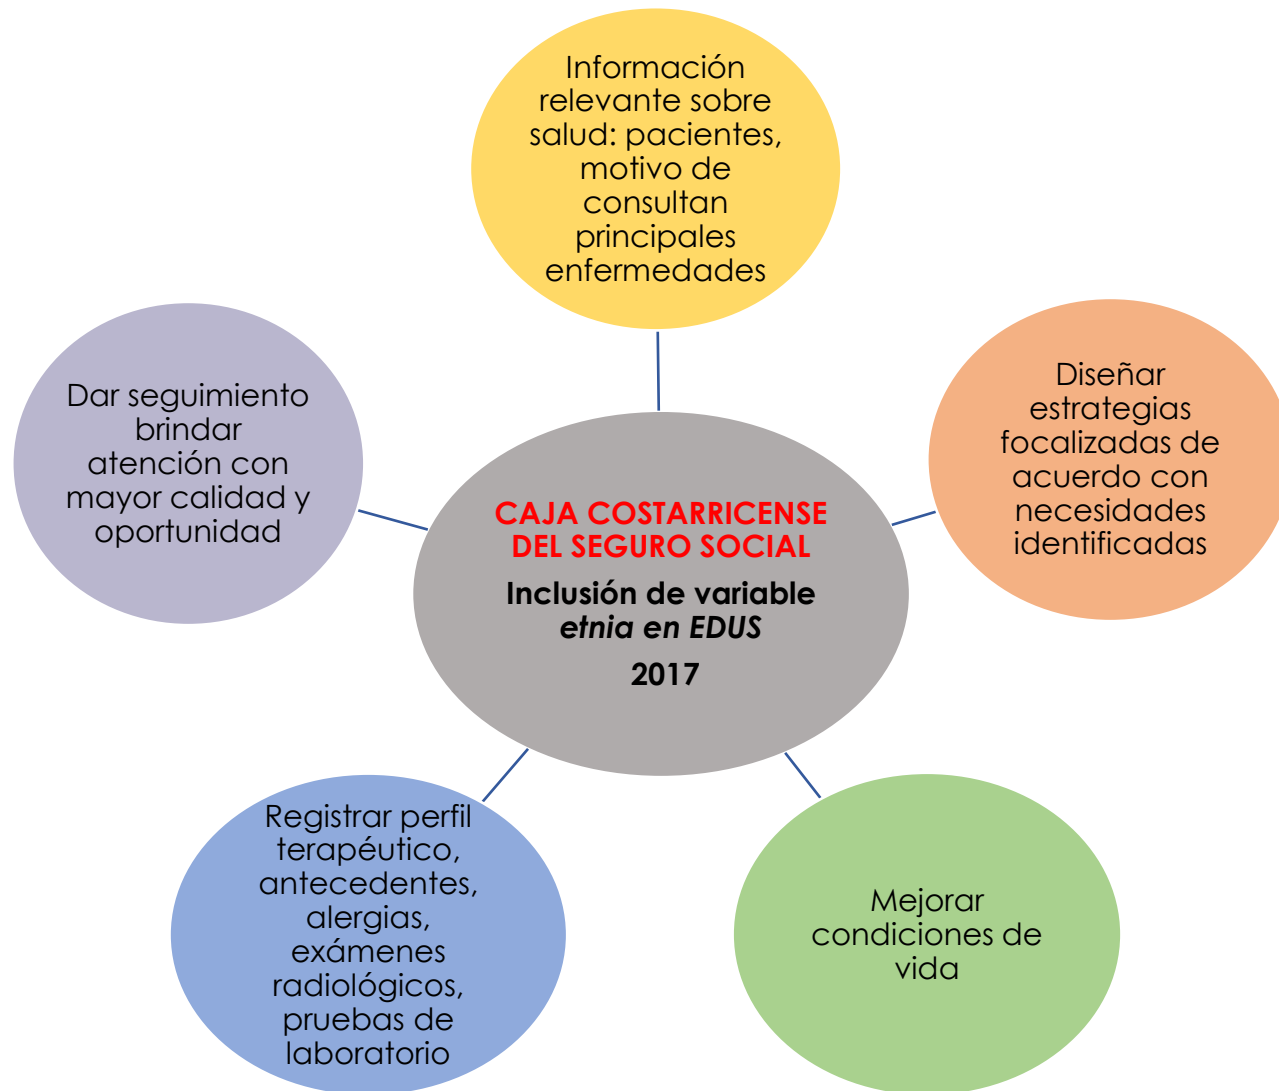 Información
relevante sobre
salud: pacientes,
motivo de
consultan
principales
enfermedades
Diseñar
estrategias
focalizadas de
acuerdo con
necesidades
identificadas
Dar seguimiento
brindar
atención con
mayor calidad y
oportunidad
CAJA COSTARRICENSE
DEL SEGURO SOCIAL
Inclusión de variable
etnia en EDUS
2017
Registrar perfil
terapéutico,
antecedentes,
alergias,
exámenes
radiológicos,
pruebas de
laboratorio
Mejorar
condiciones de
vida